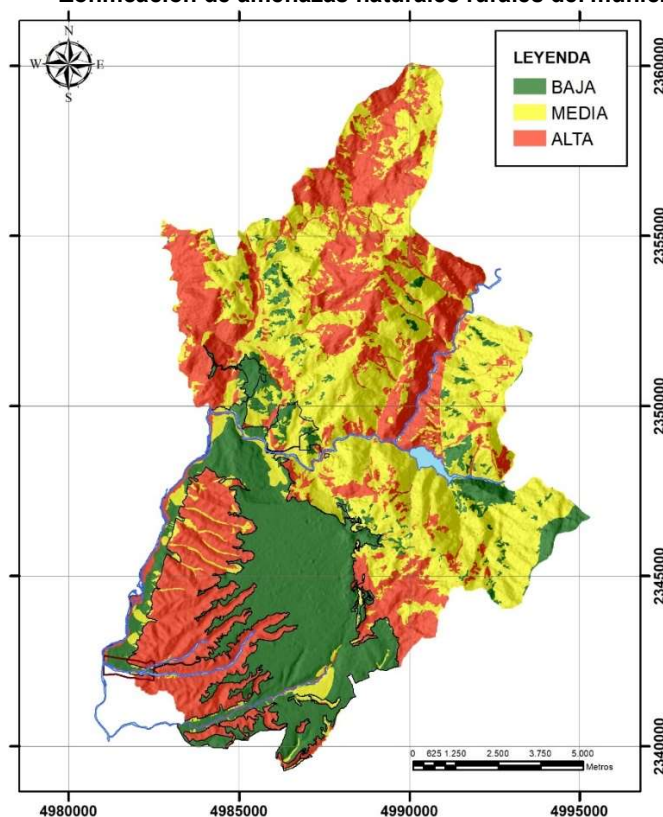 Zonificación de amenazas naturales rurales del
N
W E
S
LEYENDA
BAJA
MEDIA
ALTA
2360000
2355000
2350000
2345000
2340000
0 625 1.250 2.500 3.750 5.000
Metros
4980000 4985000 4990000 4995000